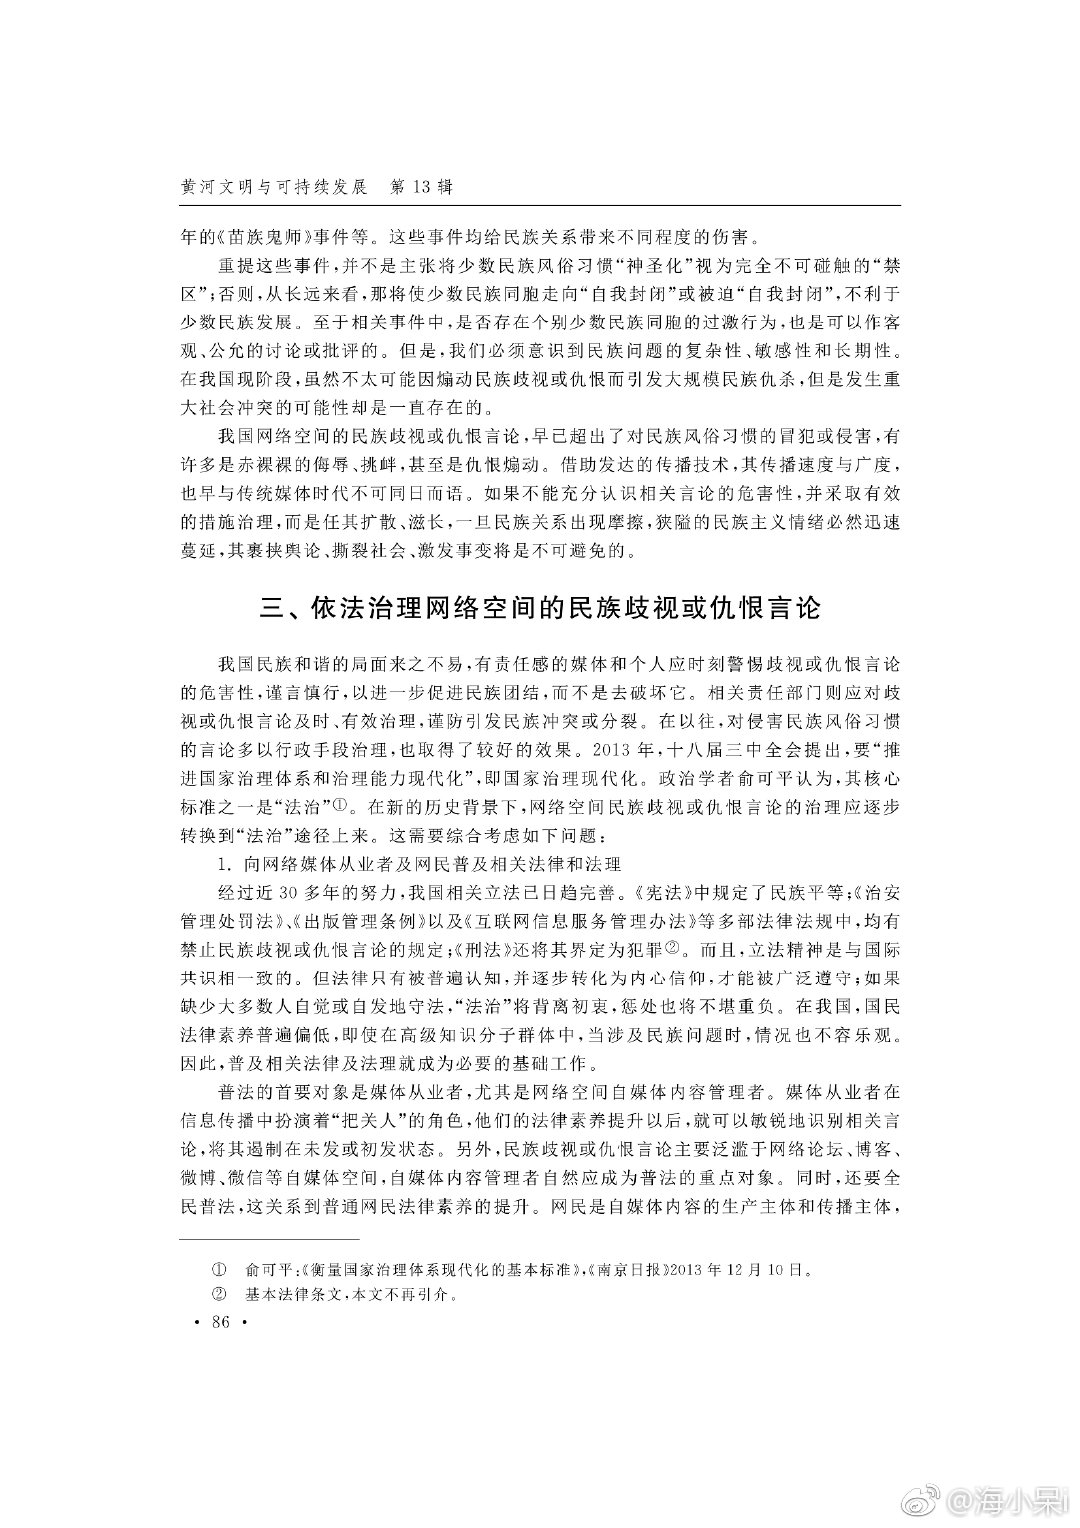 黄河文明与可持续发展　第 13 辑
年的《苗族鬼师》事件等。这些事件均给民族关系带来不同程度的伤害。
重提这些事件,并不是主张将少数民族风俗习惯“神圣化”视为完全不可碰触的“禁
区”;否则,从长远来看,那将使少数民族同胞走向“自我封闭”或被迫“自我封闭”,不利于
少数民族发展。至于相关事件中,是否存在个别少数民族同胞的过激行为,也是可以作客
观、公允的讨论或批评的。但是,我们必须意识到民族问题的复杂性、敏感性和长期性。
在我国现阶段,虽然不太可能因煽动民族歧视或仇恨而引发大规模民族仇杀,但是发生重
大社会冲突的可能性却是一直存在的。
我国网络空间的民族歧视或仇恨言论,早已超出了对民族风俗习惯的冒犯或侵害,有
许多是赤裸裸的侮辱、挑衅,甚至是仇恨煽动。借助发达的传播技术,其传播速度与广度,
也早与传统媒体时代不可同日而语。如果不能充分认识相关言论的危害性,并采取有效
的措施治理,而是任其扩散、滋长,一旦民族关系出现摩擦,狭隘的民族主义情绪必然迅速
蔓延,其裹挟舆论、撕裂社会、激发事变将是不可避免的。
三、依法治理网络空间的民族歧视或仇恨言论
我国民族和谐的局面来之不易,有责任感的媒体和个人应时刻警惕歧视或仇恨言论
的危害性,谨言慎行,以进一步促进民族团结,而不是去破坏它。相关责任部门则应对歧
视或仇恨言论及时、有效治理,谨防引发民族冲突或分裂。在以往,对侵害民族风俗习惯
的言论多以行政手段治理,也取得了较好的效果。2013 年,十八届三中全会提出,要“推
进国家治理体系和治理能力现代化”,即国家治理现代化。政治学者俞可平认为,其核心
标准之一是“法治”①。在新的历史背景下,网络空间民族歧视或仇恨言论的治理应逐步
转换到“法治”途径上来。这需要综合考虑如下问题:
1. 向网络媒体从业者及网民普及相关法律和法理
经过近 30 多年的努力,我国相关立法已日趋完善。《宪法》中规定了民族平等;《治安
管理处罚法》、《出版管理条例》以及《互联网信息服务管理办法》等多部法律法规中,均有
禁止民族歧视或仇恨言论的规定;《刑法》还将其界定为犯罪②。而且,立法精神是与国际
共识相一致的。但法律只有被普遍认知,并逐步转化为内心信仰,才能被广泛遵守;如果
缺少大多数人自觉或自发地守法,“法治”将背离初衷,惩处也将不堪重负。在我国,国民
法律素养普遍偏低,即使在高级知识分子群体中,当涉及民族问题时,情况也不容乐观。
因此,普及相关法律及法理就成为必要的基础工作。
普法的首要对象是媒体从业者,尤其是网络空间自媒体内容管理者。媒体从业者在
信息传播中扮演着“把关人”的角色,他们的法律素养提升以后,就可以敏锐地识别相关言
论,将其遏制在未发或初发状态。另外,民族歧视或仇恨言论主要泛滥于网络论坛、博客、
微博、微信等自媒体空间,自媒体内容管理者自然应成为普法的重点对象。同时,还要全
民普法,这关系到普通网民法律素养的提升。网民是自媒体内容的生产主体和传播主体,
①　俞可平:《衡量国家治理体系现代化的基本标准》,《南京日报》2013 年 12 月 10 日。
②　基本法律条文,本文不再引介。
· 86 ·
@海小呆i